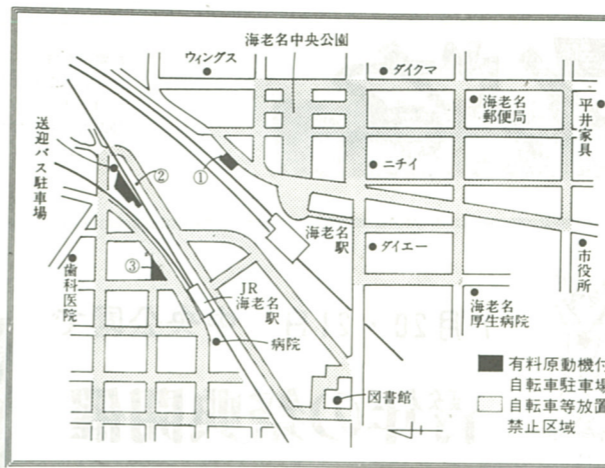 海老名中央公園
ウィングス
ダイクマ
海老名
郵便局
平井家具
送迎バス駐車場
②
①
ニチイ
海老名
駅
ダイエー
市役所
歯科医院
③
JR
海老名
駅
海老名
厚生病院
病院
図書館
有料原動機付
自転車駐車場
自転車等放置
禁止区域